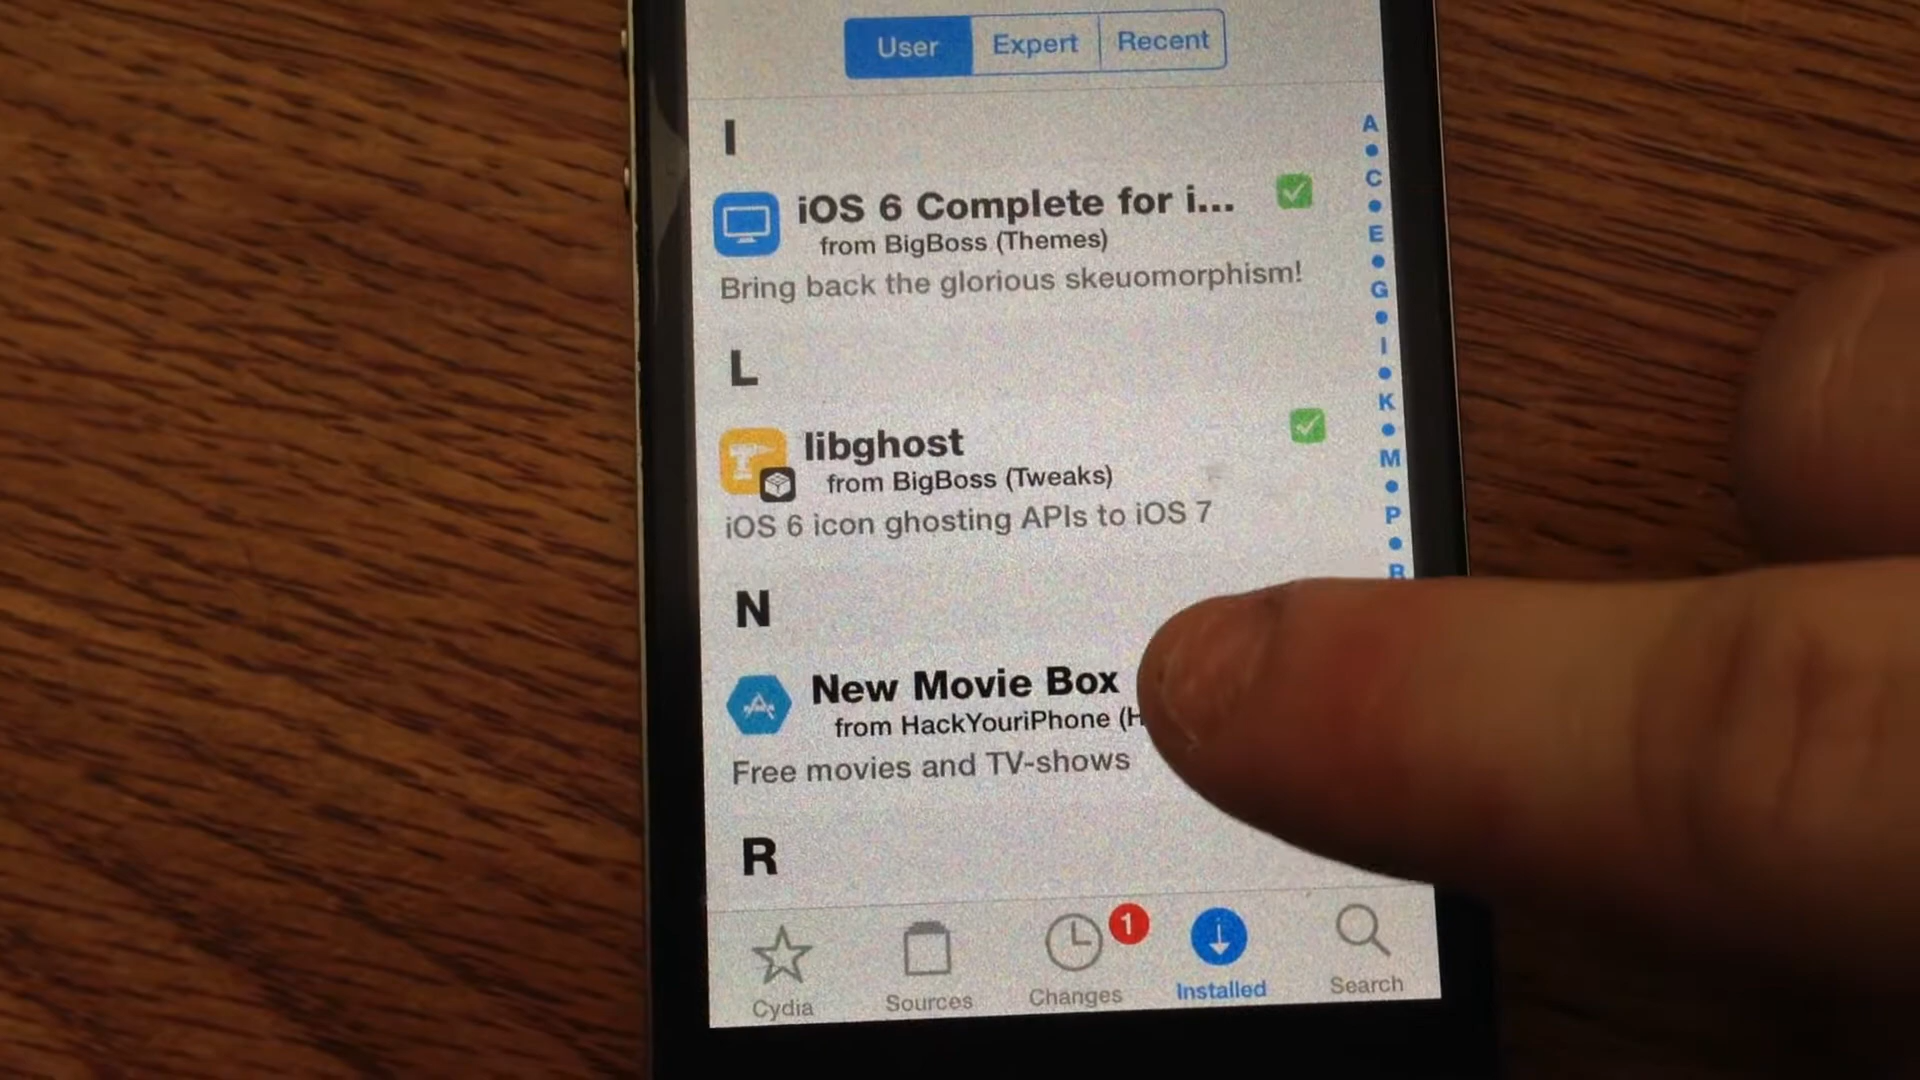 User Expert Recent
I
iOS 6 Complete for i...
from BigBoss (Themes)
Bring back the glorious skeuomorphism!
L
libghost
from BigBoss (Tweaks)
iOS 6 icon ghosting APIs to iOS 7
N
New Movie Box
from HackYouriPhone (H
Free movies and TV-shows
R
A
C
E
G
I
K
M
P
R
1
Cydia Sources Changes Installed Search